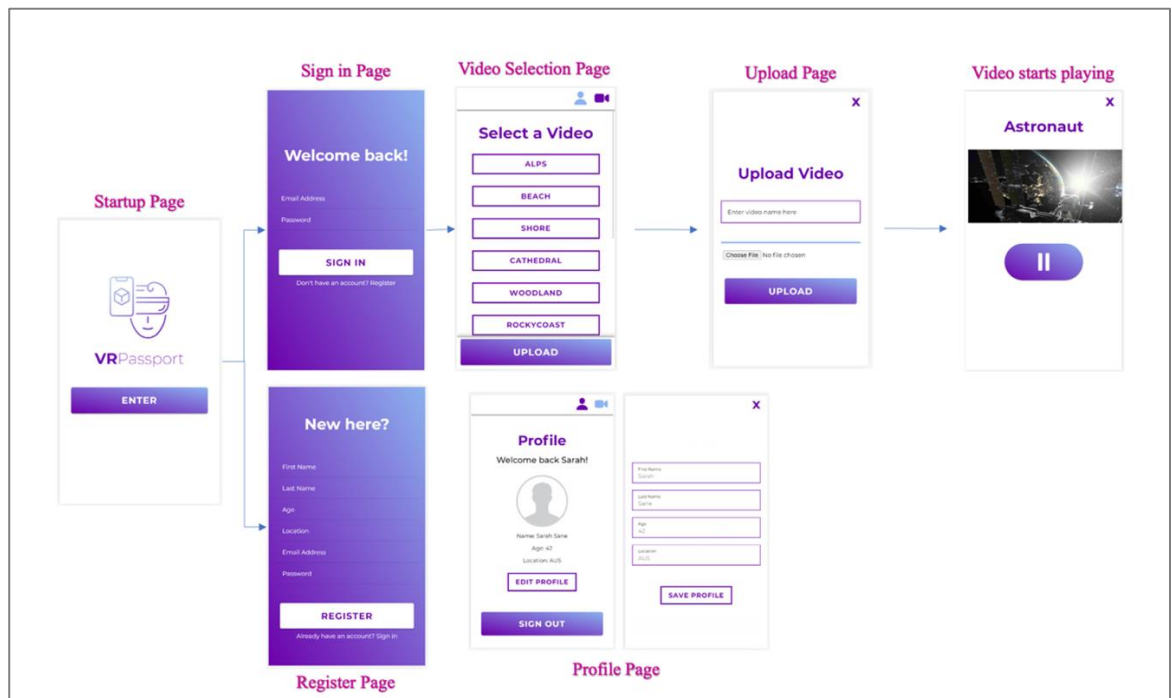 Startup Page
VRPassport
ENTER
Sign in Page
Welcome back!
Email Address
Password
SIGN IN
Don't have an account? Register
Video Selection Page
Select a Video
ALPS
BEACH
SHORE
CATHEDRAL
WOODLAND
ROCKYCOAST
UPLOAD
Upload Page
X
Upload Video
Enter video name here
Choose File No file chosen
UPLOAD
Video starts playing
X
Astronaut
New here?
First Name
Last Name
Age
Location
Email Address
Password
REGISTER
Already have an account? Sign in
Register Page
Profile
Welcome back Sarah!
Name: Sarah Sane
Age: 42
Location: AUS
EDIT PROFILE
SIGN OUT
X
First Name
Sarah
Last Name
Sane
Age
42
Location
AUS
SAVE PROFILE
Profile Page